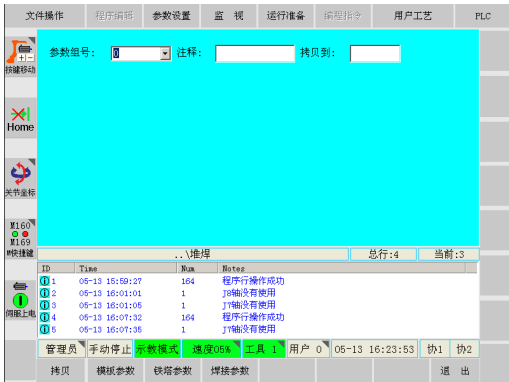 文件操作 程序编辑 参数设置 监 视 运行准备 编程指令 用户工艺 PLC
参数组号: 0 注释: 拷贝到:
按键移动
Home
关节坐标
M160
M169
M快捷键
伺服上电
..\堆焊 总行:4 当前:3
ID Time Num Notes
1 05-13 15:59:27 164 程序行操作成功
2 05-13 16:01:01 1 J8轴没有使用
3 05-13 16:01:05 1 J7轴没有使用
4 05-13 16:07:32 164 程序行操作成功
5 05-13 16:07:35 1 J7轴没有使用
管理员 手动停止 示教模式 速度05% 工具 1 用户 0 05-13 16:23:53 协1 协2
拷贝 横板参数 铁塔参数 焊接参数 退 出